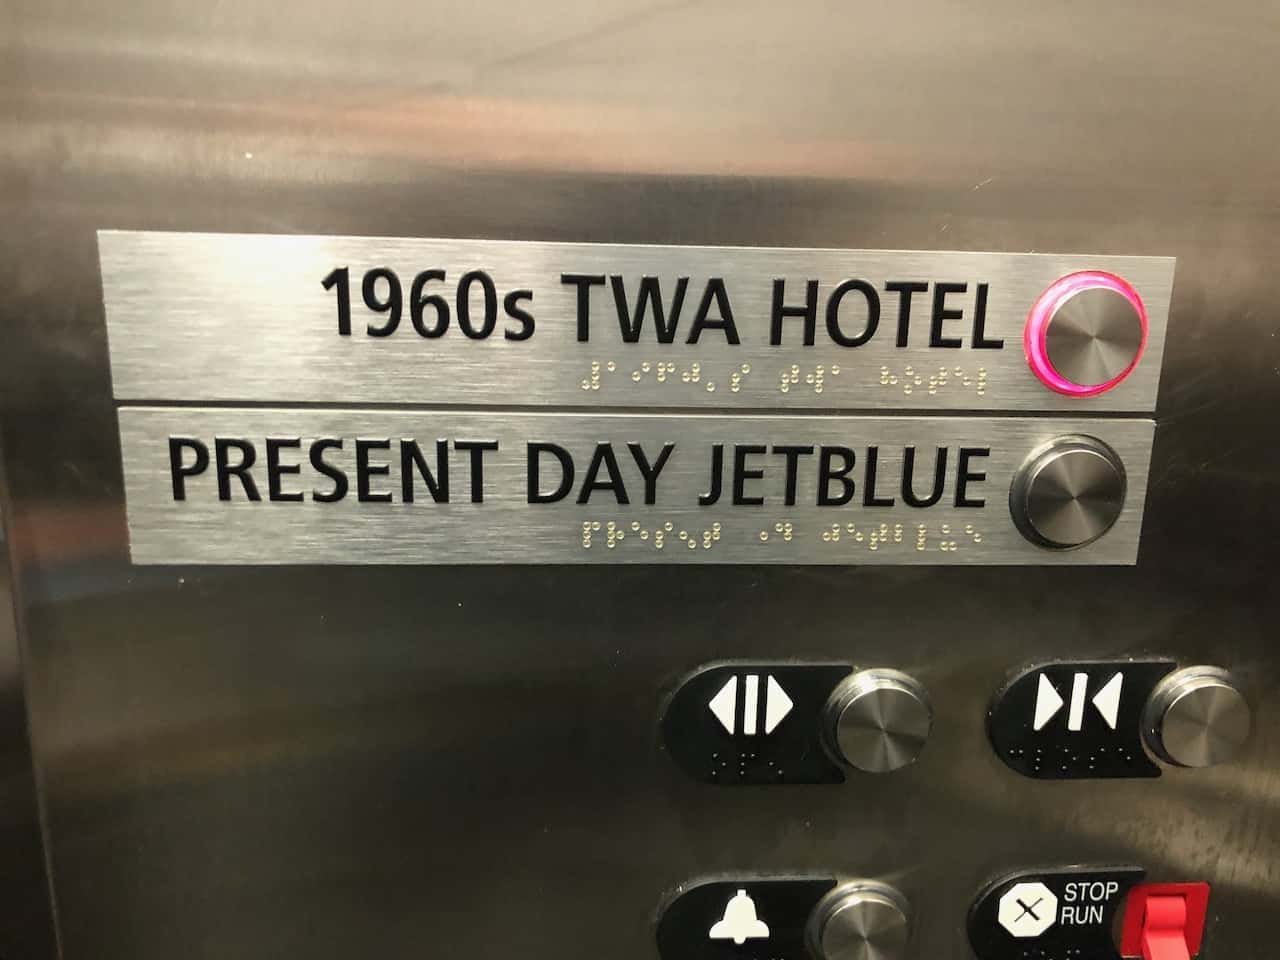 1960s TWA HOTEL
PRESENT DAY JETBLUE
STOP
RUN